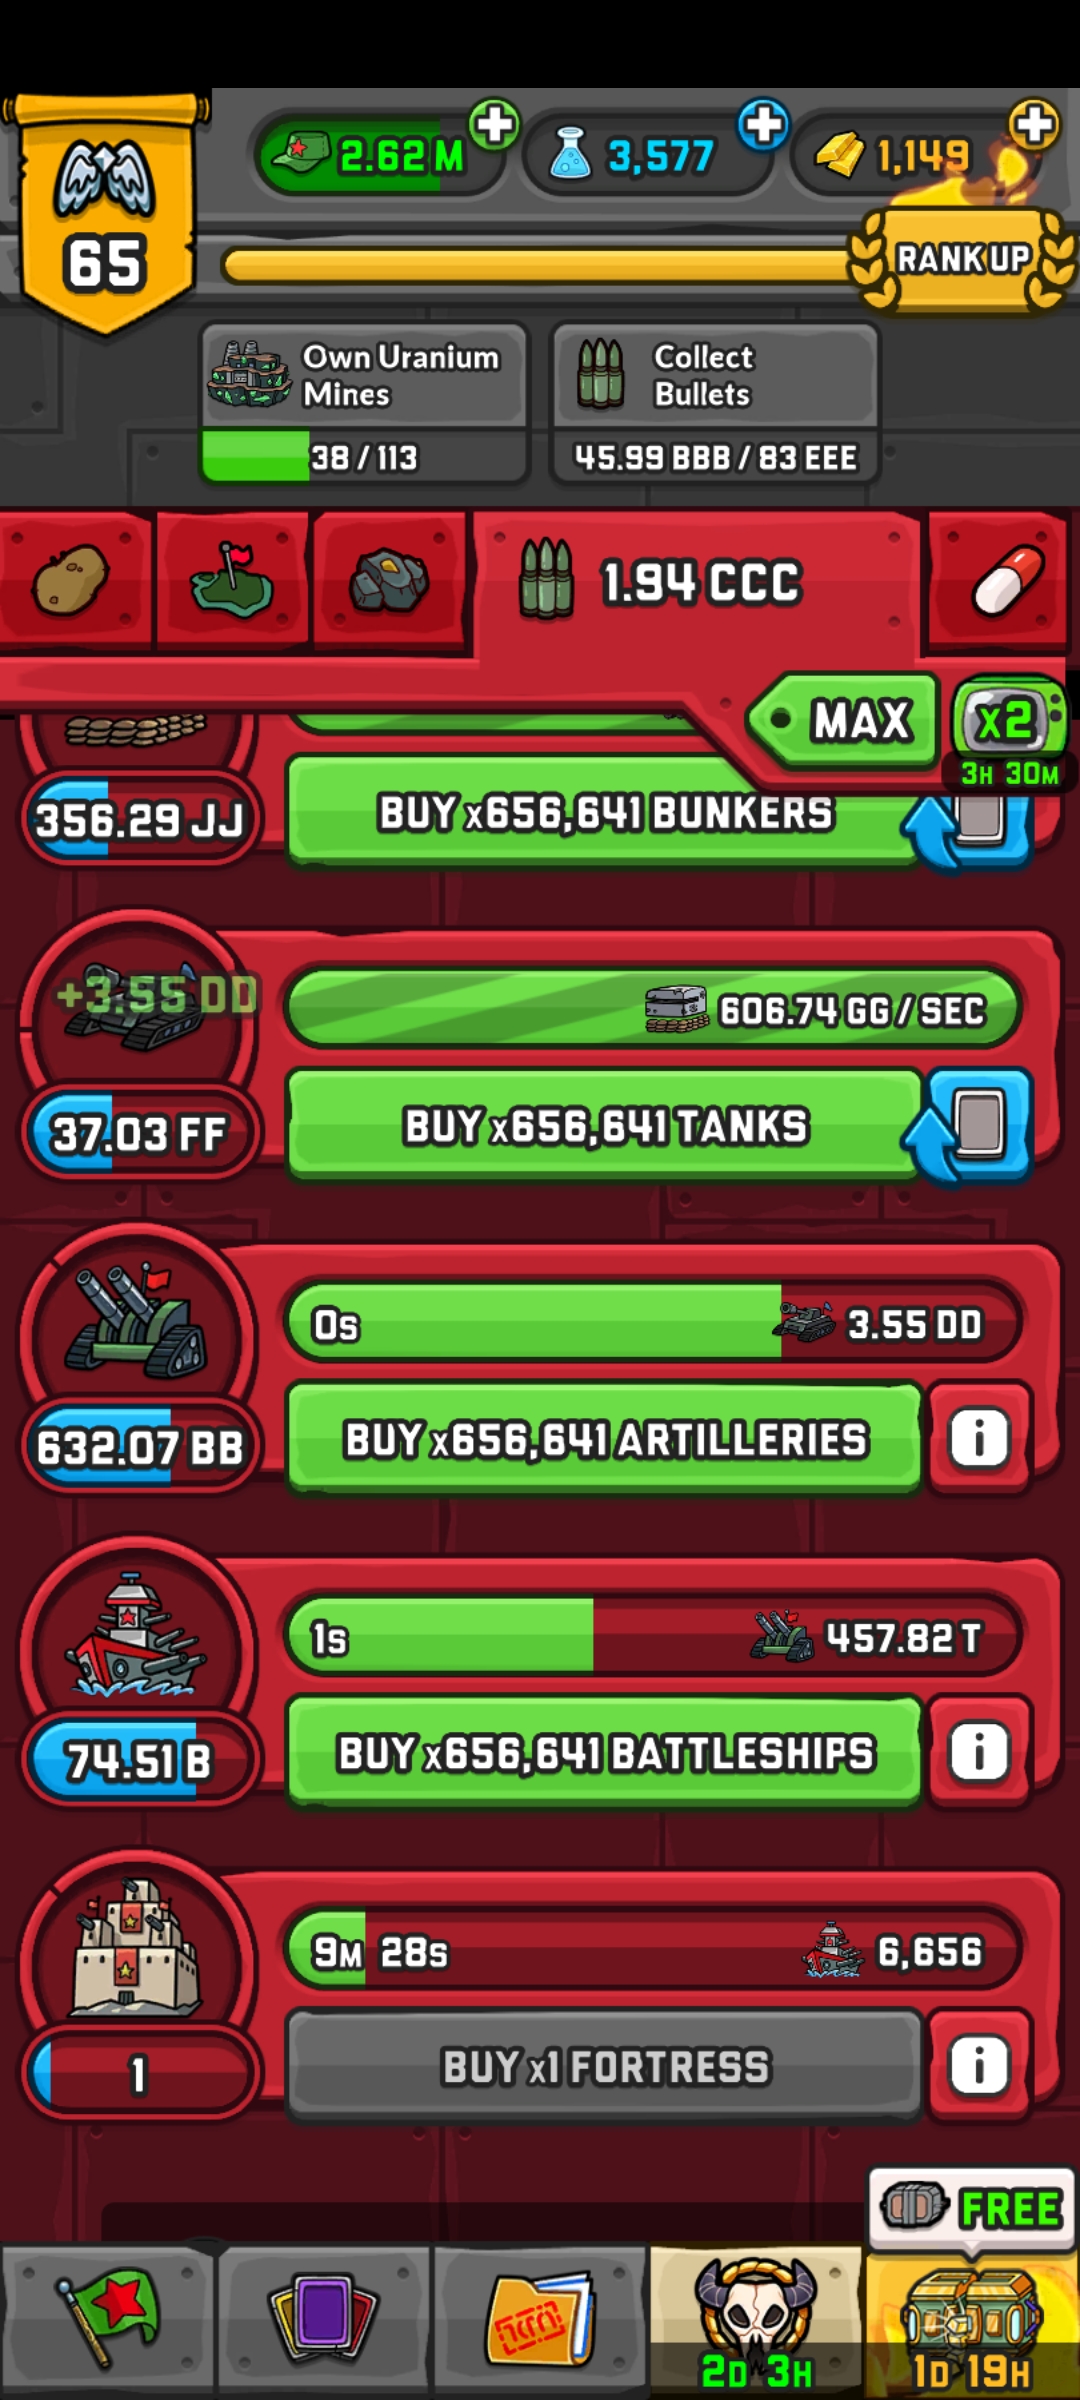 65
2.62 M
3,577
1,149
RANK UP
Own Uranium
Mines
38 / 113
Collect
Bullets
45.99 BBB / 83 EEE
1.94 CCC
MAX
x2
3H 30M
356.29 JJ
BUY x656,641 BUNKERS
+3.55 DD
606.74 GG / SEC
37.03 FF
BUY x656,641 TANKS
0s
3.55 DD
632.07 BB
BUY x656,641 ARTILLERIES
i
1s
457.82 T
74.51 B
BUY x656,641 BATTLESHIPS
i
9M 28s
6,656
1
BUY x1 FORTRESS
i
FREE
2D 3H
1D 19H